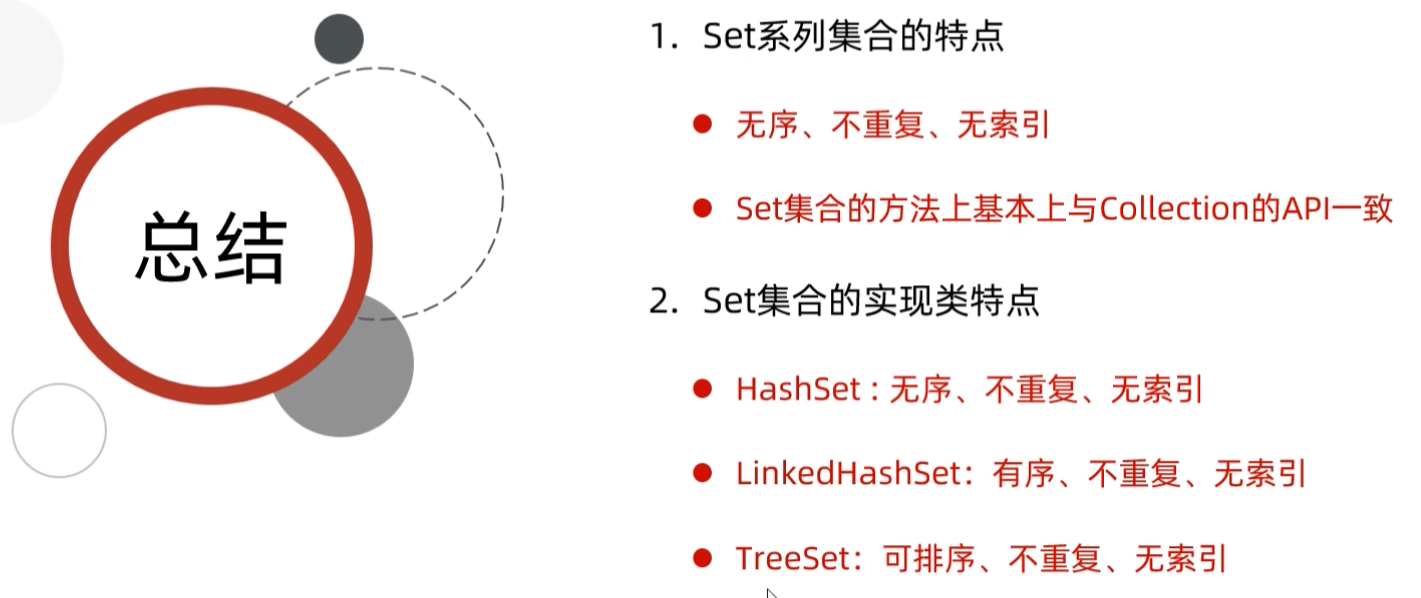 总结
1. Set系列集合的特点
无序、不重复、无索引
Set集合的方法上基本上与Collection的API一致
2. Set集合的实现类特点
HashSet : 无序、不重复、无索引
LinkedHashSet：有序、不重复、无索引
TreeSet：可排序、不重复、无索引